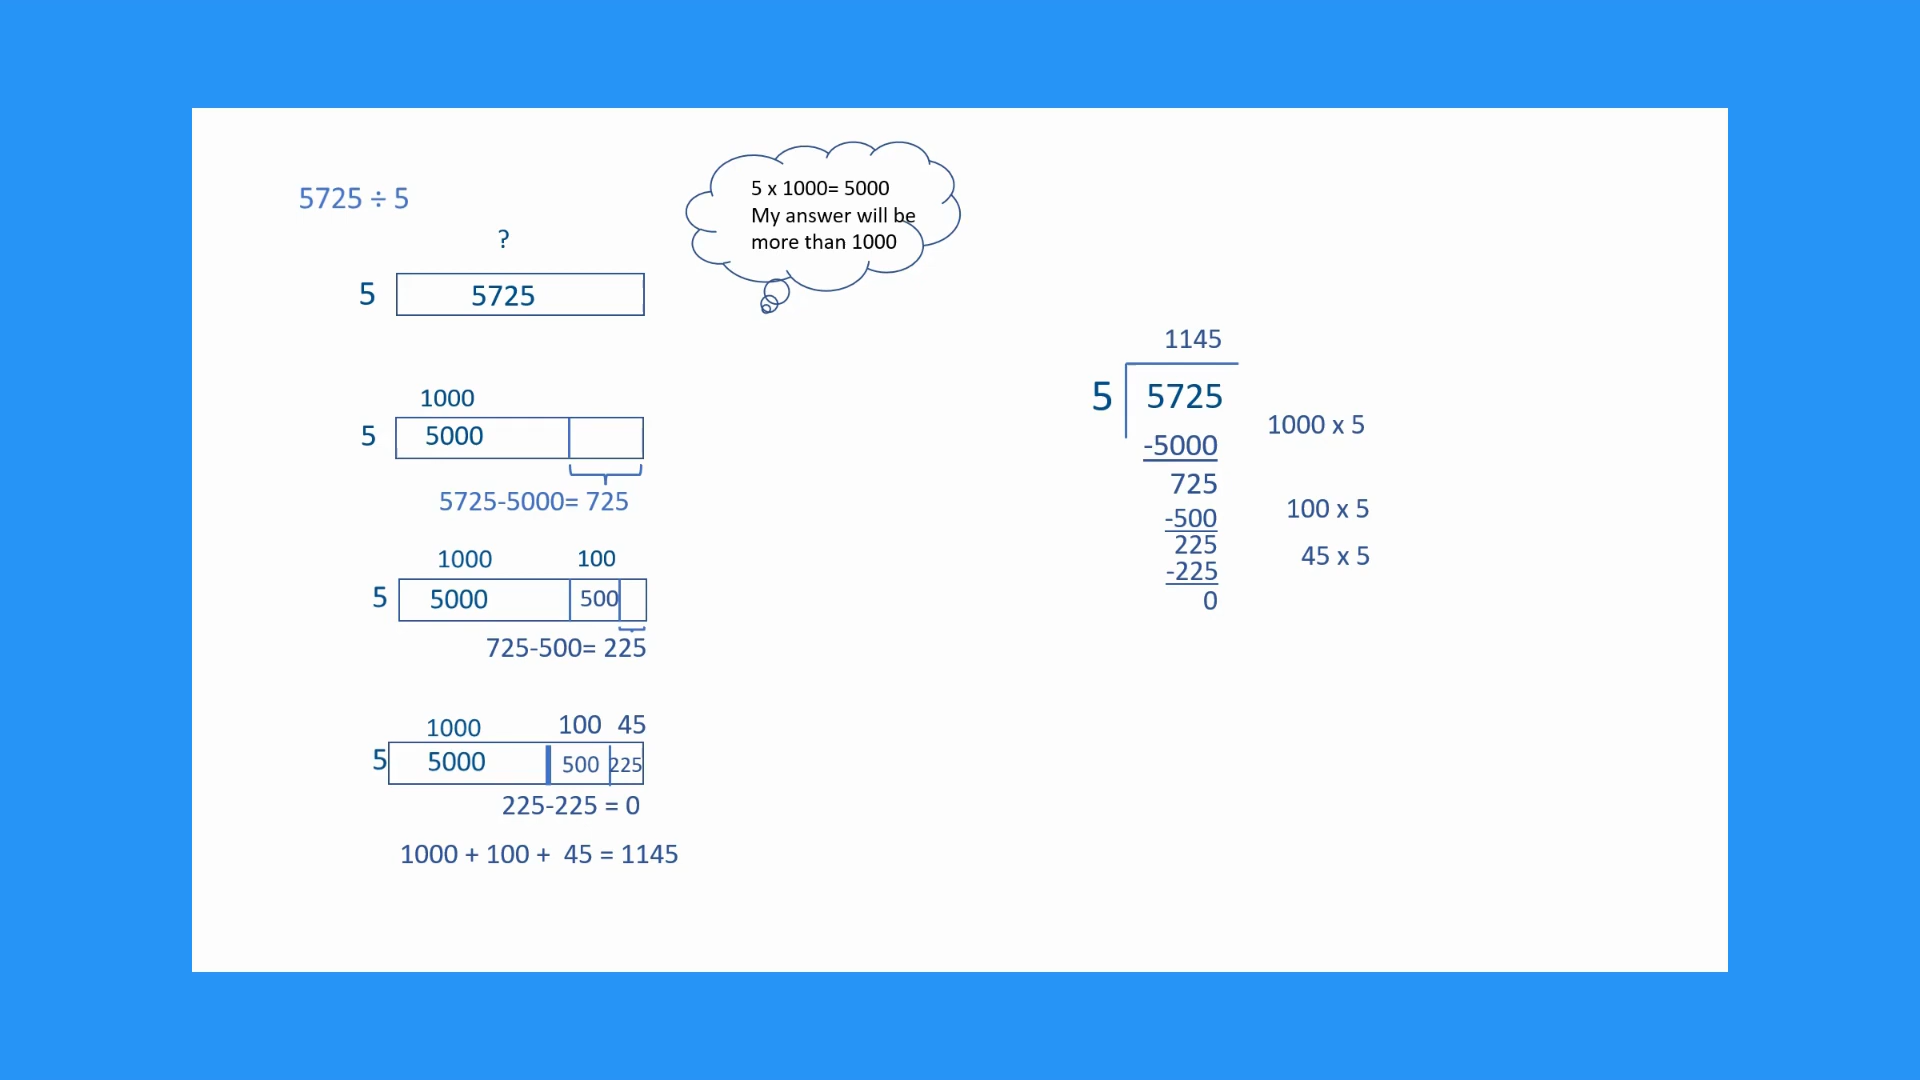 5725 ÷ 5
?
5 5725
5 x 1000= 5000
My answer will be
more than 1000
1000
5 5000
5725-5000= 725
1000 100
5 5000 500
725-500= 225
1000 100 45
5 5000 500 225
225-225 = 0
1000 + 100 + 45 = 1145
1145
5 5725
1000 x 5
-5000
725
100 x 5
-500
225
45 x 5
-225
0